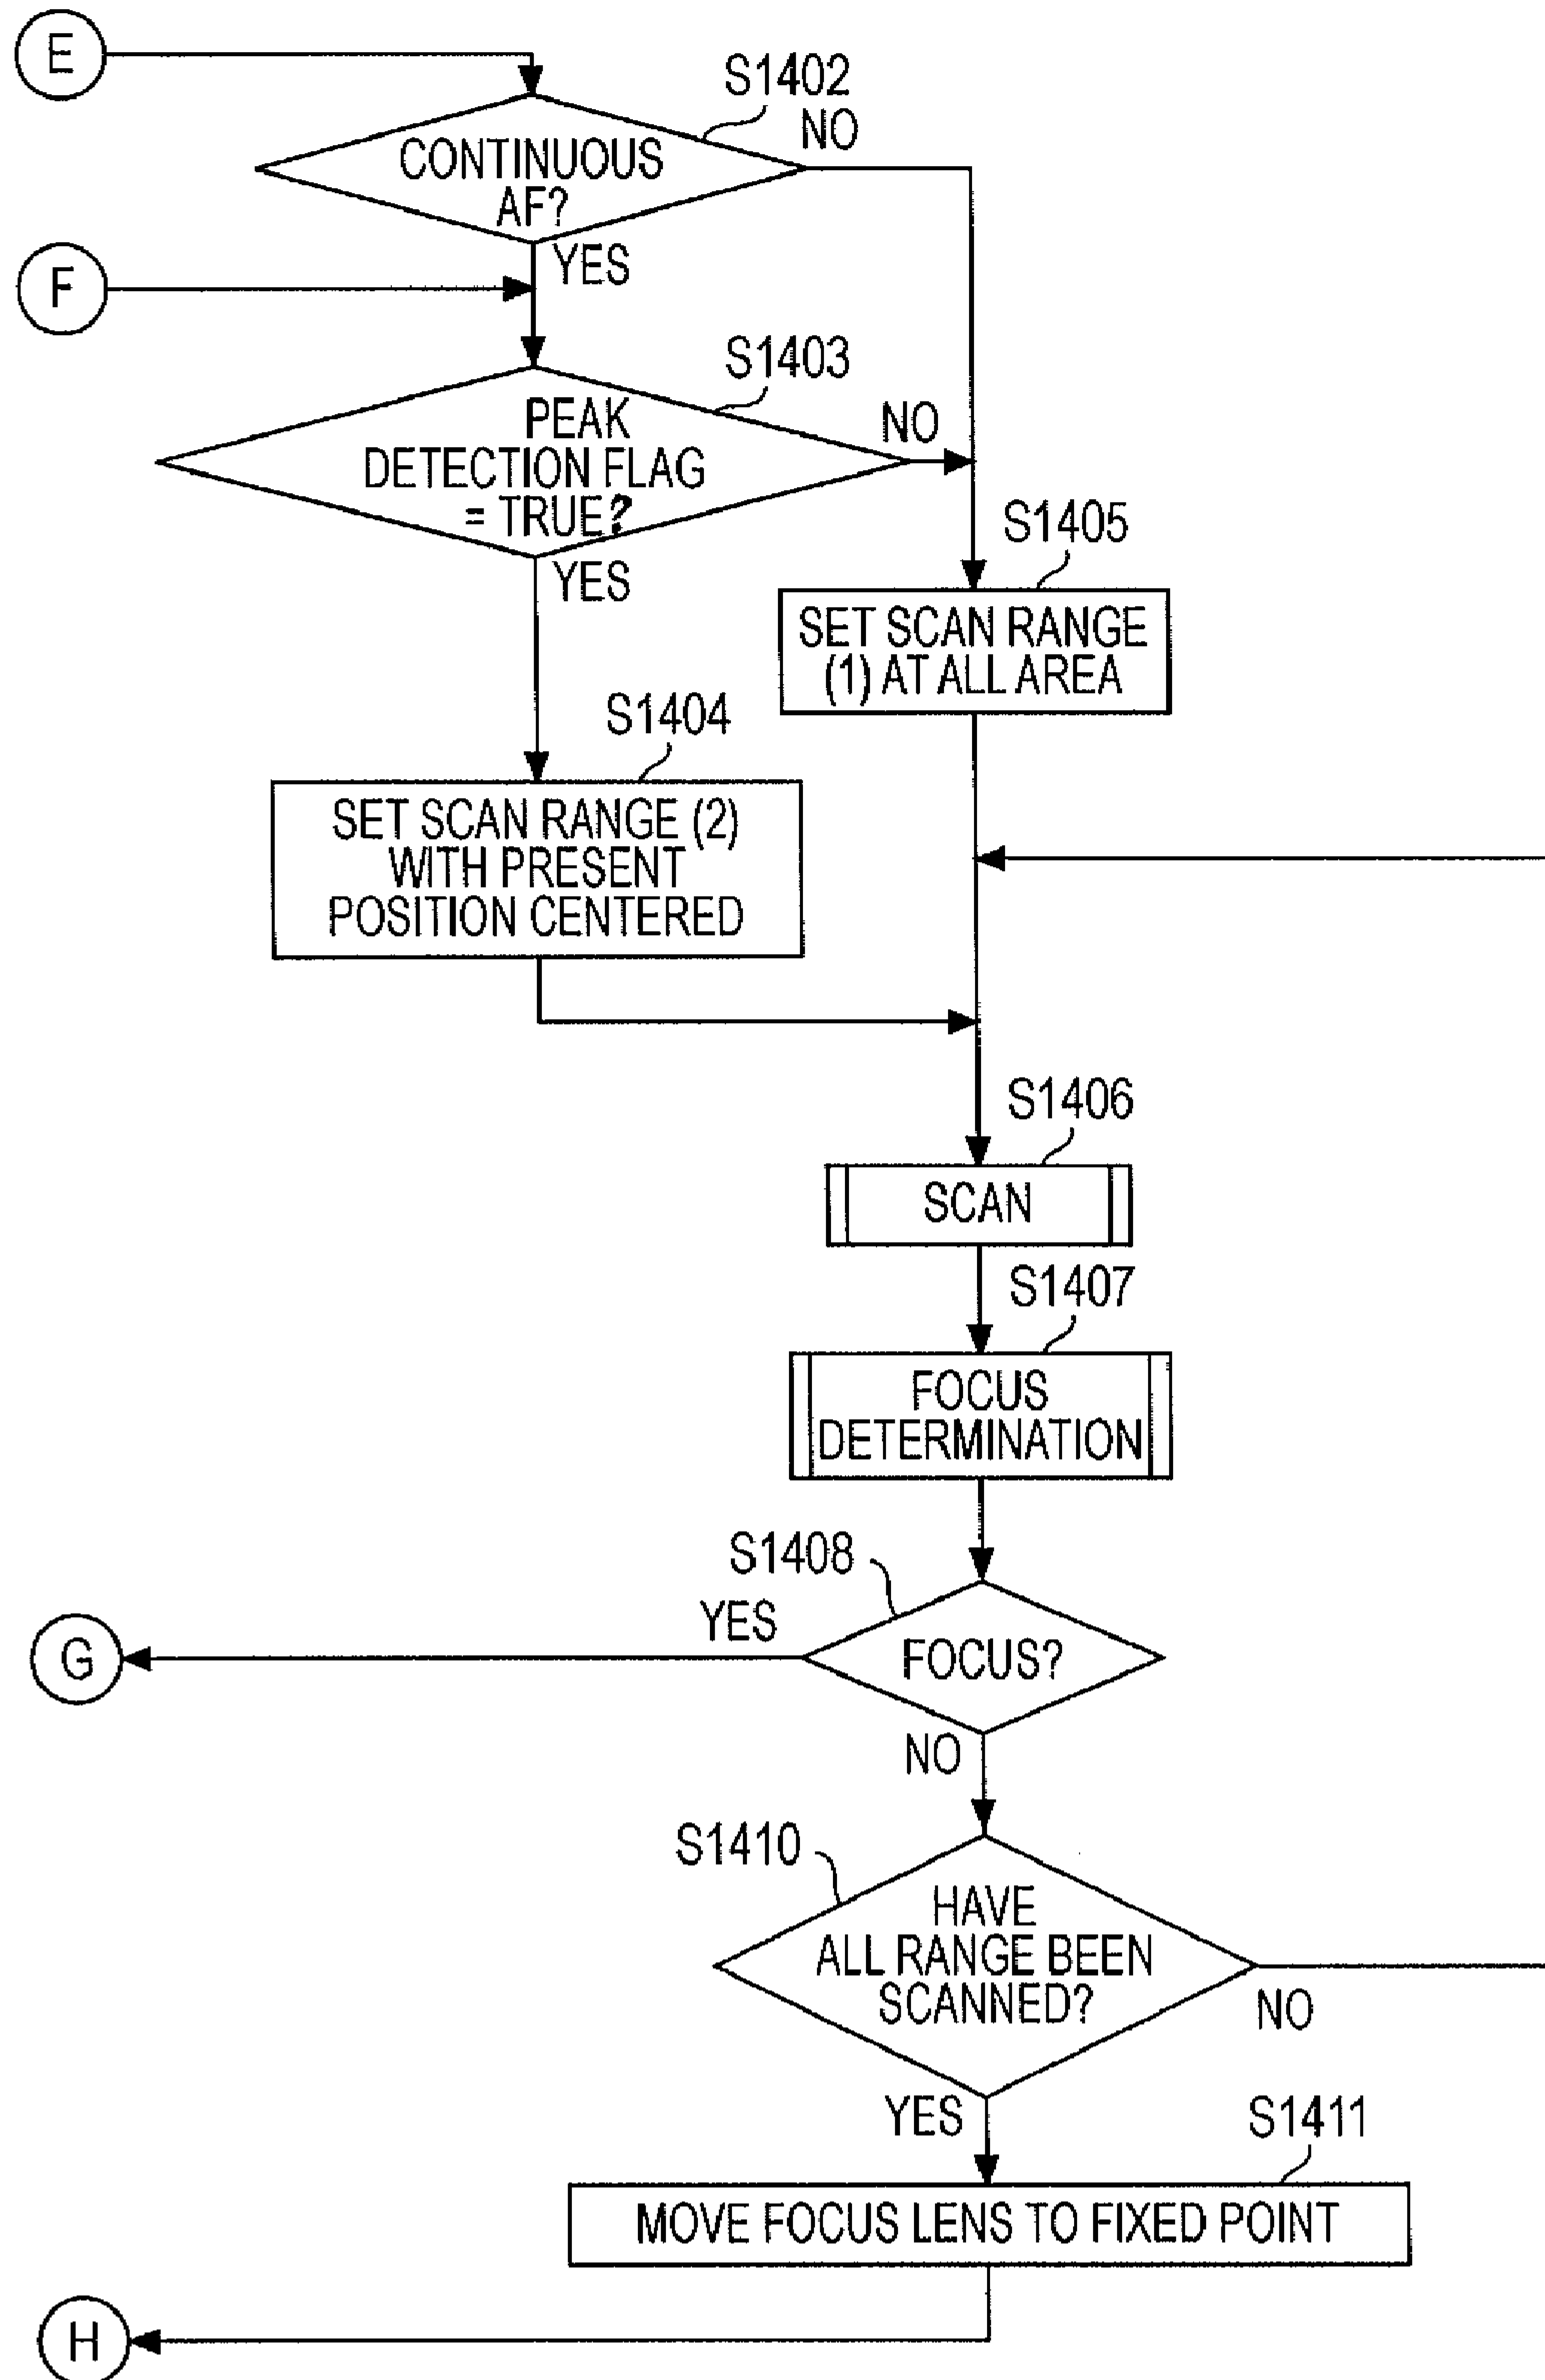 E
S1402
NO
CONTINUOUS
AF?
YES
F
S1403
PEAK
DETECTION FLAG
= TRUE?
NO
YES
S1405
SET SCAN RANGE
(1) AT ALL AREA
S1404
SET SCAN RANGE (2)
WITH PRESENT
POSITION CENTERED
S1406
SCAN
S1407
FOCUS
DETERMINATION
S1408
YES
G
FOCUS?
NO
S1410
HAVE
ALL RANGE BEEN
SCANNED?
NO
YES
S1411
MOVE FOCUS LENS TO FIXED POINT
H